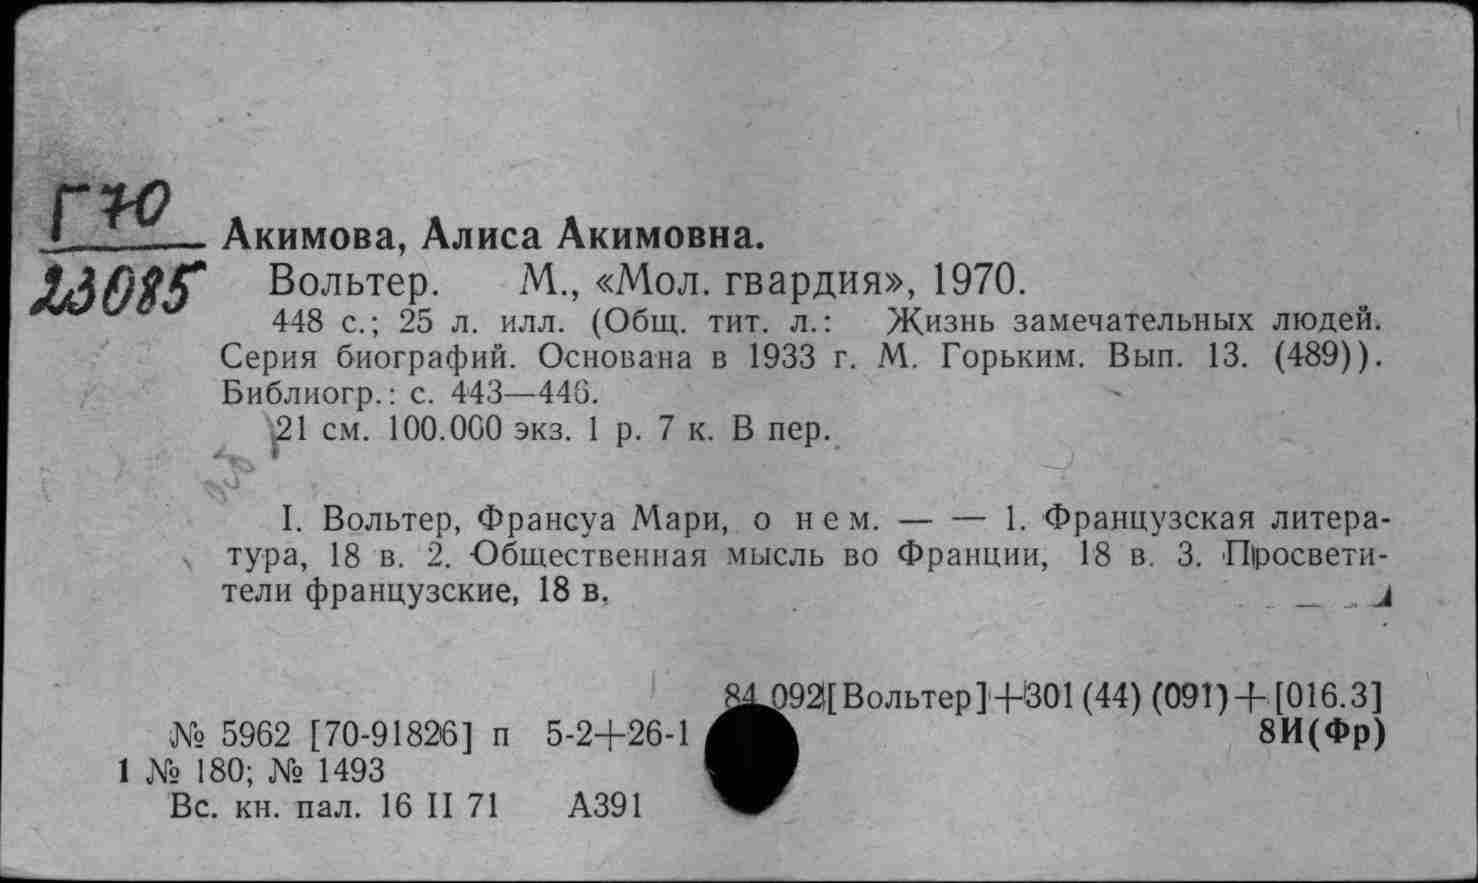 Г70
23085
Акимова, Алиса Акимовна.
Вольтер. М., «Мол. гвардия», 1970.
448 с.; 25 л. илл. (Общ. тит. л.: Жизнь замечательных людей.
Серия биографий. Основана в 1933 г. М. Горьким. Вып. 13. (489)).
Библиогр.: с. 443—446.
21 см. 100.000 экз. 1 р. 7 к. В пер.
I. Вольтер, Франсуа Мари, о нем. — — 1. Французская литера-
тура, 18 в. 2. Общественная мысль во Франции, 18 в. 3. Просвети-
тели французские, 18 в.
092[Вольтер]+301 (44) (091)+[016.3]
№ 5962 [70-91826] п 5-2+26-1 8И(Фр)
1 № 180; № 1493
Вс. кн. пал. 16 II 71 А391